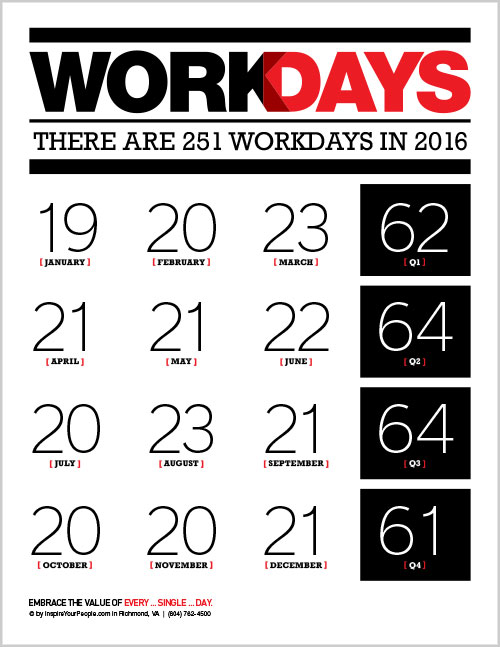 WORKDAYS
THERE ARE 251 WORKDAYS IN 2016
19 20 23 62
[ JANUARY ] [ FEBRUARY ] [ MARCH ] [ Q1 ]
21 21 22 64
[ APRIL ] [ MAY ] [ JUNE ] [ Q2 ]
20 23 21 64
[ JULY ] [ AUGUST ] [ SEPTEMBER ] [ Q3 ]
20 20 21 61
[ OCTOBER ] [ NOVEMBER ] [ DECEMBER ] [ Q4 ]
EMBRACE THE VALUE OF EVERY ... SINGLE ... DAY.
© by InspireYourPeople.com in Richmond, VA | (804) 762-4500